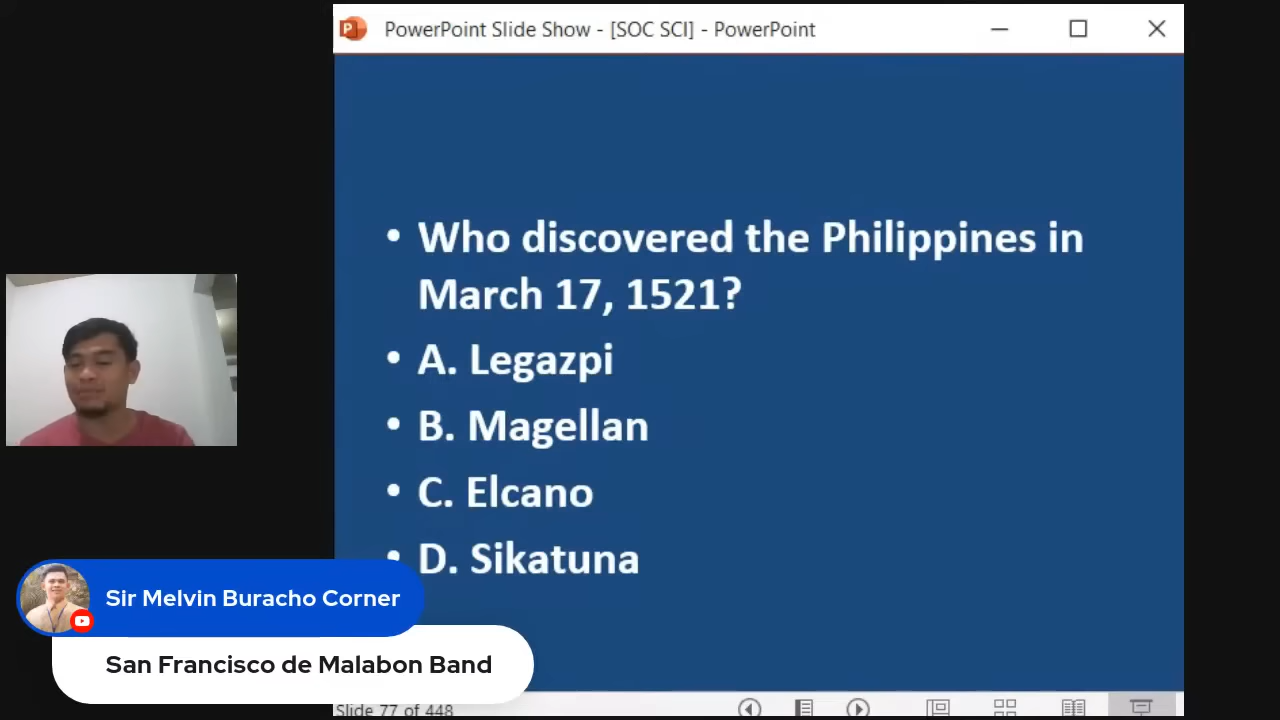 PowerPoint Slide Show - [SOC SCI] - PowerPoint
• Who discovered the Philippines in
March 17, 1521?
• A. Legazpi
• B. Magellan
• C. Elcano
• D. Sikatuna
Sir Melvin Buracho Corner
San Francisco de Malabon Band
Slide 77 of 448